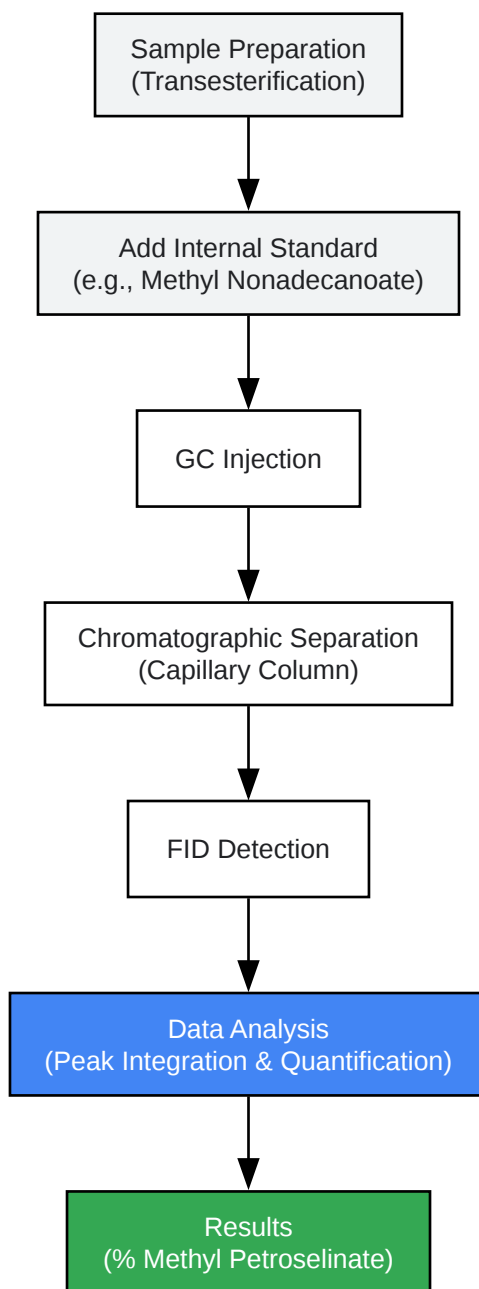 Sample Preparation
(Transesterification)
Add Internal Standard
(e.g., Methyl Nonadecanoate)
GC Injection
Chromatographic Separation
(Capillary Column)
FID Detection
Data Analysis
(Peak Integration & Quantification)
Results
(% Methyl Petroselinate)